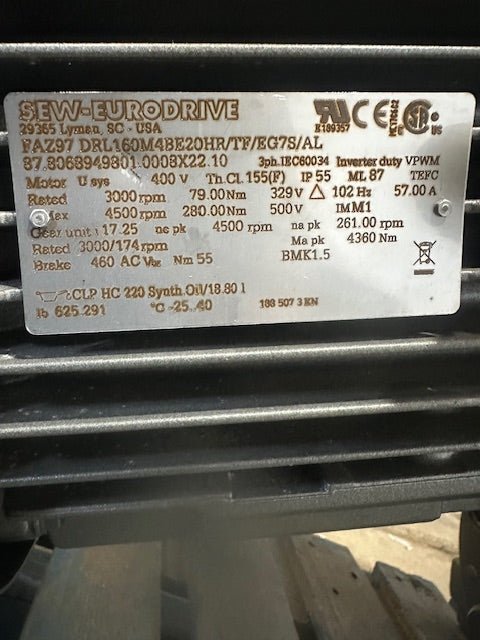 SEW-EURODRIVE
29365 Lyman, SC - USA
E189357
FAZ97 DRL160M4BE20HR/TF/EG7S/AL
87.8068949801.0008X22.10 3ph.IEC60034 Inverter duty VPWM
Motor U sys 400 V Th.Cl. 155(F) IP 55 ML 87 TEFC
Rated 3000 rpm 79.00 Nm 329 V △ 102 Hz 57.00 A
Max 4500 rpm 280.00 Nm 500 V IM M1
Gear unit i 17.25 ne pk 4500 rpm na pk 261.00 rpm
Rated 3000/174 rpm Ma pk 4360 Nm
Brake 460 AC Nm 55 BMK1.5
CLP HC 220 Synth. Oil/18.80 l
lb 625.291 °C -25..40 188 507 3 EN